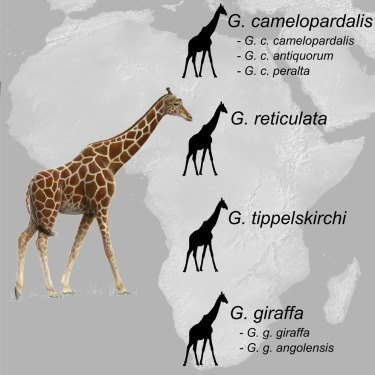 G. camelopardalis
- G. c. camelopardalis
- G. c. antiquorum
- G. c. peralta
G. reticulata
G. tippelskirchi
G. giraffa
- G. g. giraffa
- G. g. angolensis